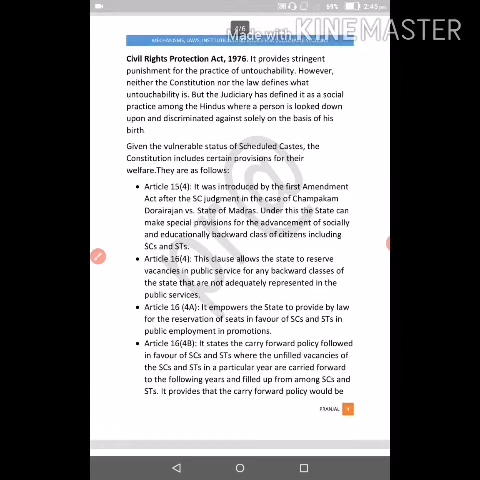 69% 2:45
4/6
Made with KINEMASTER
MECHANISMS, LAWS, INSTITUTIONS
Civil Rights Protection Act, 1976. It provides stringent
punishment for the practice of untouchability. However,
neither the Constitution nor the law defines what
untouchability is. But the Judiciary has defined it as a social
practice among the Hindus where a person is looked down
upon and discriminated against solely on the basis of his
birth
Given the vulnerable status of Scheduled Castes, the
Constitution includes certain provisions for their
welfare.They are as follows:
• Article 15(4): It was introduced by the first Amendment
Act after the SC judgment in the case of Champakam
Dorairajan vs. State of Madras. Under this the State can
make special provisions for the advancement of socially
and educationally backward class of citizens including
SCs and STs.
• Article 16(4): This clause allows the state to reserve
vacancies in public service for any backward classes of
the state that are not adequately represented in the
public services.
• Article 16 (4A): It empowers the State to provide by law
for the reservation of seats in favour of SCs and STs in
public employment in promotions.
• Article 16(4B): It states the carry forward policy followed
in favour of SCs and STs where the unfilled vacancies of
the SCs and STs in a particular year are carried forward
to the following years and filled up from among SCs and
STs. It provides that the carry forward policy would be
PRANJAL